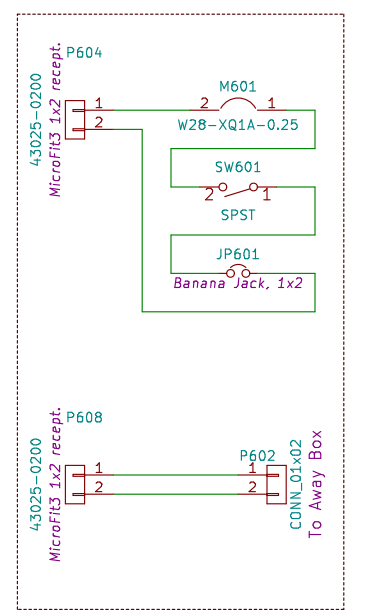 P604
43025-0200
MicroFit3 1x2 recept.
1
2
M601
2
1
W28-XQ1A-0.25
SW601
2
1
SPST
JP601
Banana Jack, 1x2
P608
43025-0200
MicroFit3 1x2 recept.
1
2
P602
1
2
CONN_01x02
To Away Box